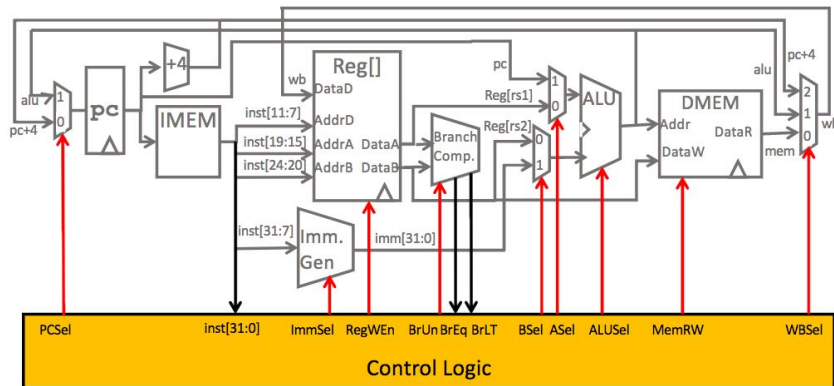 pc+4
alu
1
0
pc+4
pc
+4
IMEM
wb
Reg[]
DataD
inst[11:7]
AddrD
inst[19:15]
AddrA
DataA
inst[24:20]
AddrB
DataB
Branch
Comp.
inst[31:7]
Imm.
Gen
imm[31:0]
pc
Reg[rs1]
1
0
Reg[rs2]
0
1
ALU
DMEM
Addr
DataR
DataW
mem
pc+4
alu
2
1
0
PCSel
inst[31:0]
ImmSel
RegWEn
BrUn
BrEq
BrLT
BSel
ASel
ALUSel
MemRW
WBSel
Control Logic